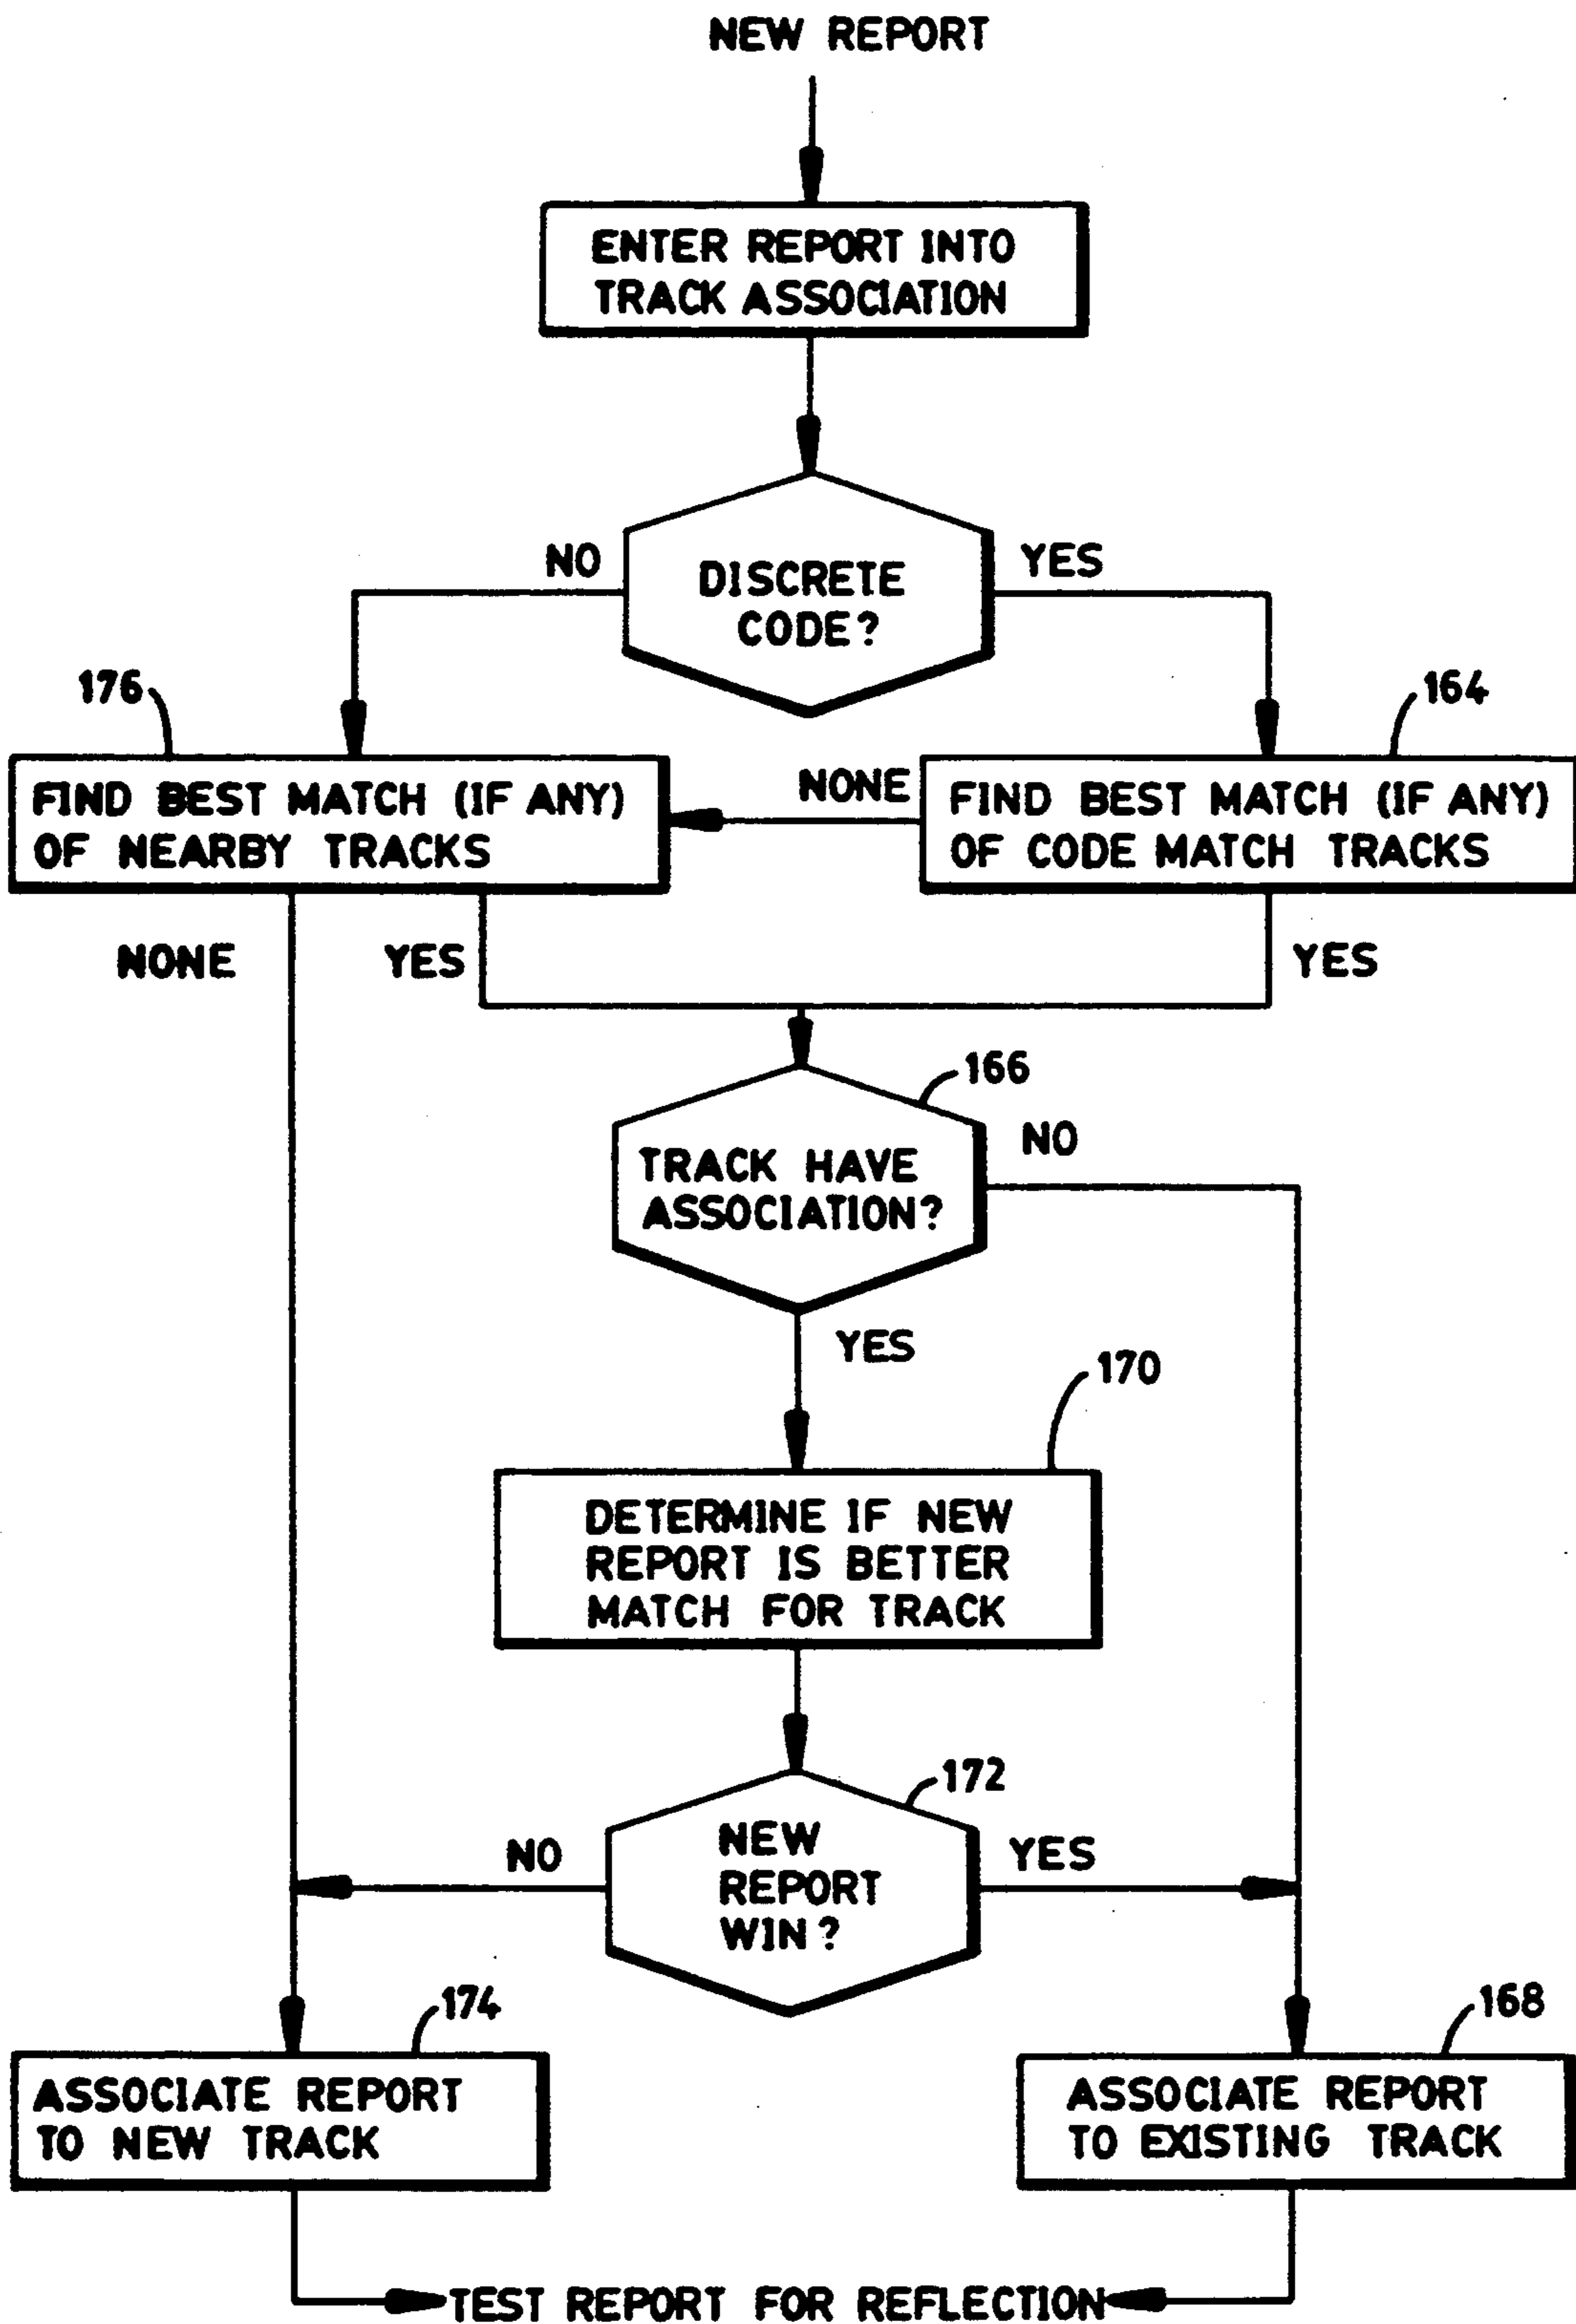 NEW REPORT
ENTER REPORT INTO
TRACK ASSOCIATION
NO
YES
DISCRETE
CODE?
176
164
FIND BEST MATCH (IF ANY)
OF NEARBY TRACKS
NONE
FIND BEST MATCH (IF ANY)
OF CODE MATCH TRACKS
NONE
YES
YES
166
TRACK HAVE
ASSOCIATION?
NO
YES
170
DETERMINE IF NEW
REPORT IS BETTER
MATCH FOR TRACK
172
NO
NEW
REPORT
WIN?
YES
174
168
ASSOCIATE REPORT
TO NEW TRACK
ASSOCIATE REPORT
TO EXISTING TRACK
TEST REPORT FOR REFLECTION